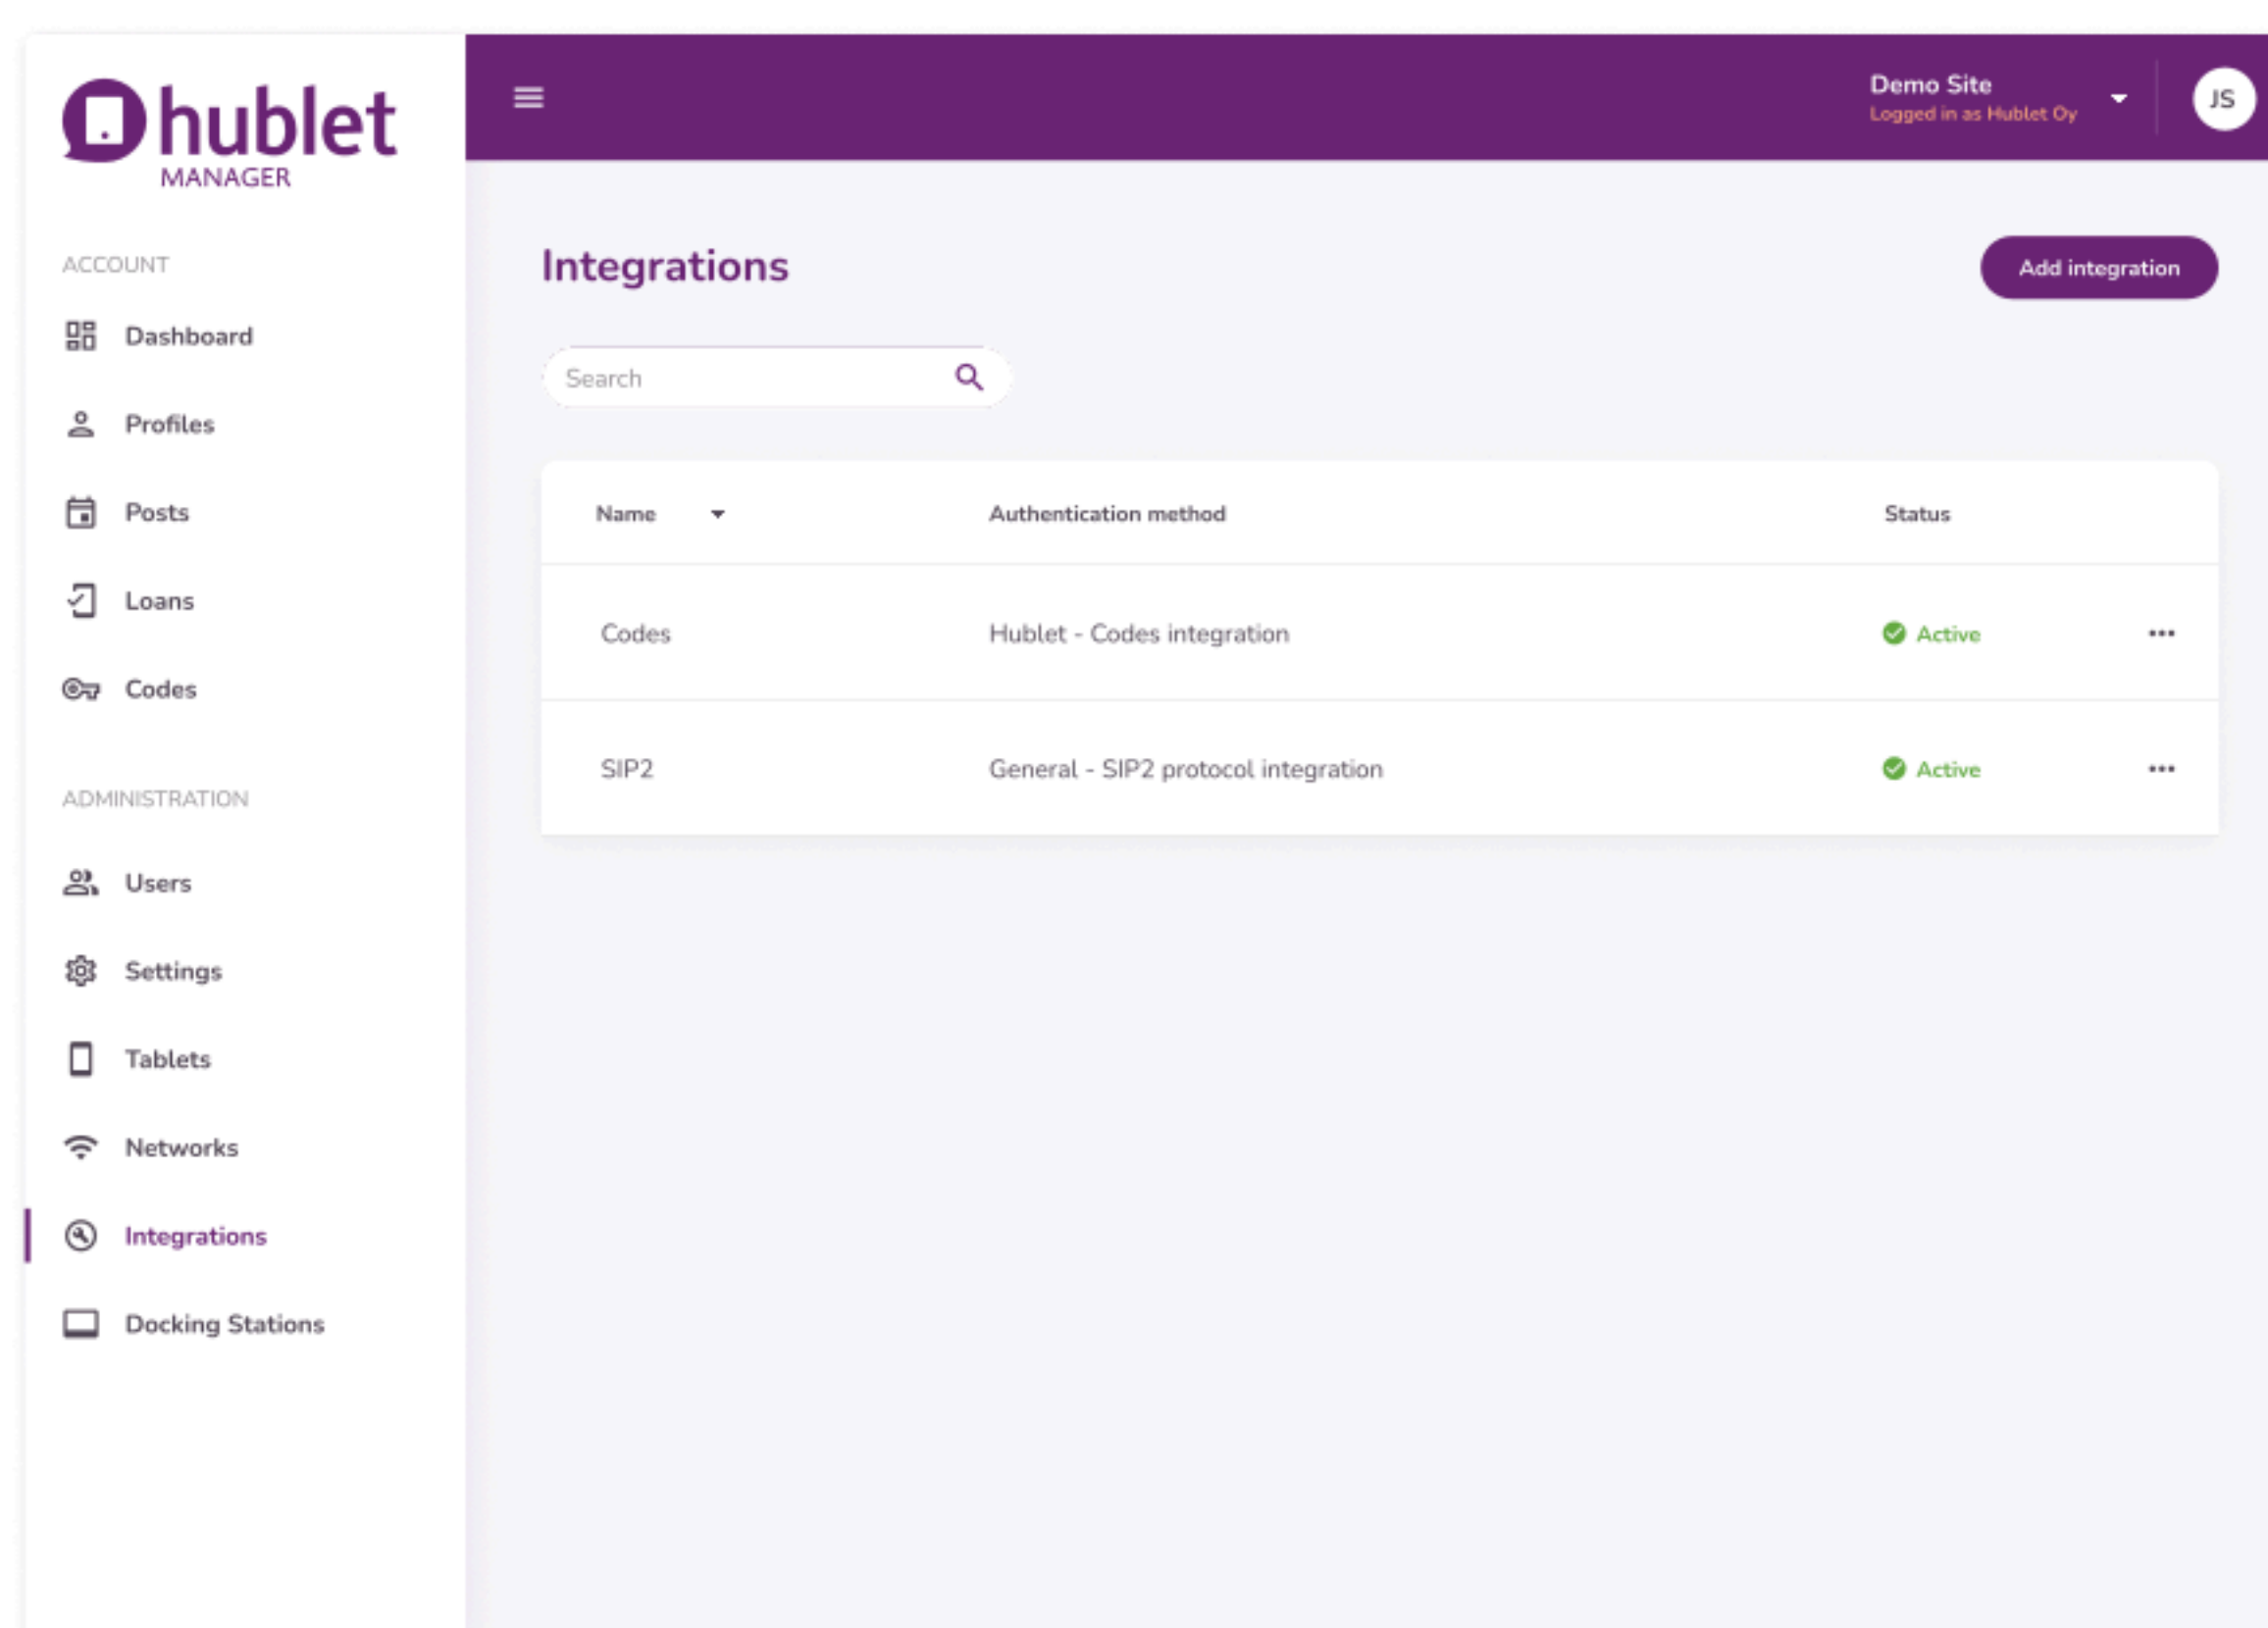 hublet
MANAGER
ACCOUNT
Dashboard
Profiles
Posts
Loans
Codes
ADMINISTRATION
Users
Settings
Tablets
Networks
Integrations
Docking Stations
Demo Site
Logged in as Hublet Oy
JS
Integrations
Add integration
Search
Name Authentication method Status
Codes Hublet - Codes integration Active
SIP2 General - SIP2 protocol integration Active